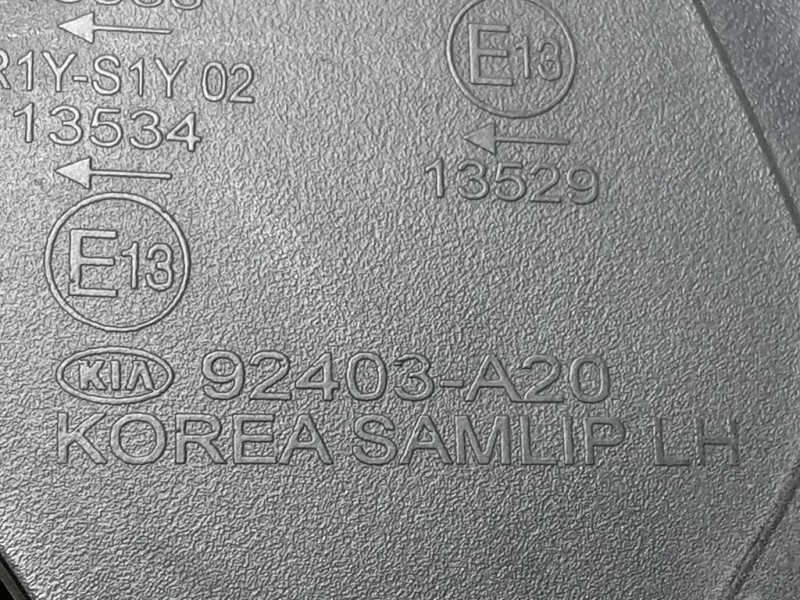 E13
R1Y-S1Y 02
13534
13529
E13
KIA 92403-A20
KOREA SAMLIP LH